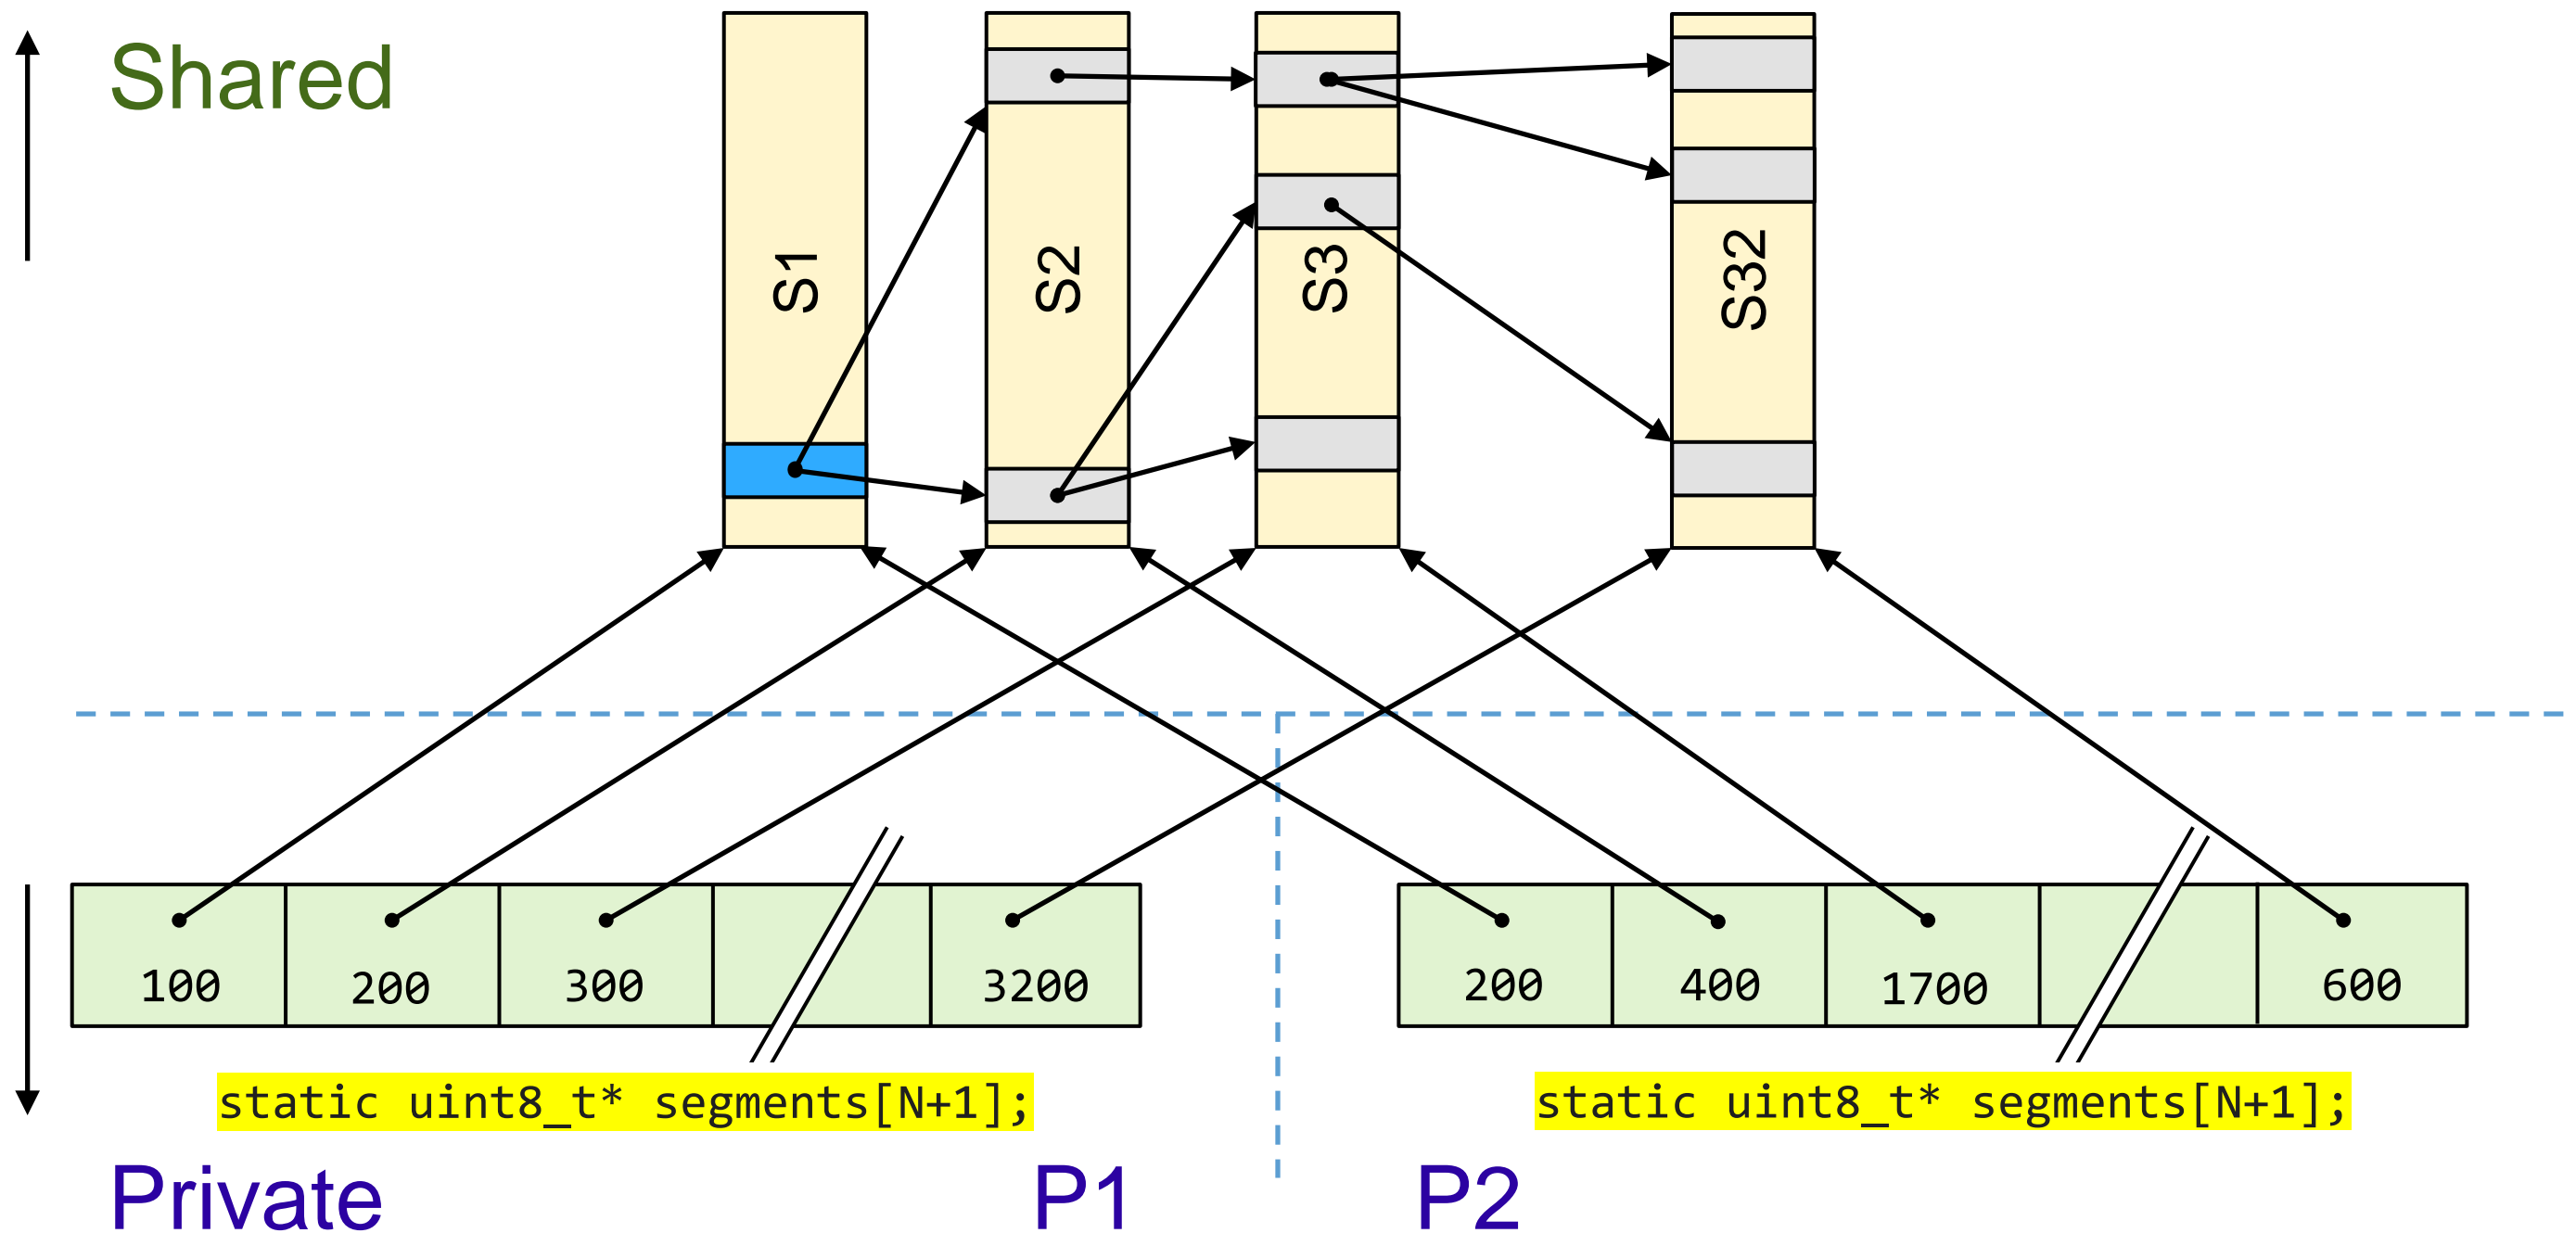 Shared
S1
S2
S3
S32
100
200
300
3200
200
400
1700
600
static uint8_t* segments[N+1];
static uint8_t* segments[N+1];
Private
P1
P2